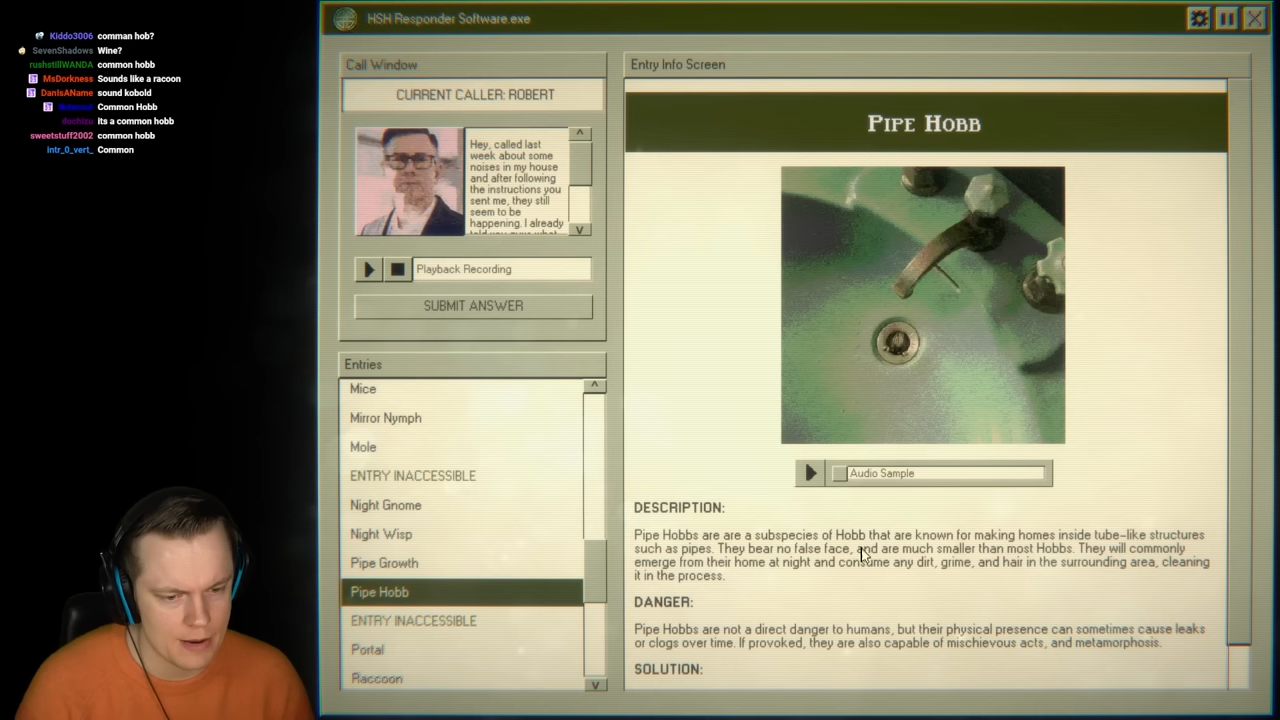 Kiddo3006 comman hob?
SevenShadows Wine?
rushstillWANDA common hobb
MsDorkness Sounds like a racoon
DanIsAName sound kobold
Common Hobb
its a common hobb
sweetstuff2002 common hobb
intr_0_vert_ Common
HSH Responder Software.exe
Call Window
CURRENT CALLER: ROBERT
Hey, called last
week about some
noises in my house
and after following
the instructions you
sent me, they still
seem to be
happening. I already
Playback Recording
SUBMIT ANSWER
Entries
Mice
Mirror Nymph
Mole
ENTRY INACCESSIBLE
Night Gnome
Night Wisp
Pipe Growth
Pipe Hobb
ENTRY INACCESSIBLE
Portal
Raccoon
Entry Info Screen
PIPE HOBB
Audio Sample
DESCRIPTION:
Pipe Hobbs are are a subspecies of Hobb that are known for making homes inside tube-like structures
such as pipes. They bear no false face, and are much smaller than most Hobbs. They will commonly
emerge from their home at night and consume any dirt, grime, and hair in the surrounding area, cleaning
it in the process.
DANGER:
Pipe Hobbs are not a direct danger to humans, but their physical presence can sometimes cause leaks
or clogs over time. If provoked, they are also capable of mischievous acts, and metamorphosis.
SOLUTION: